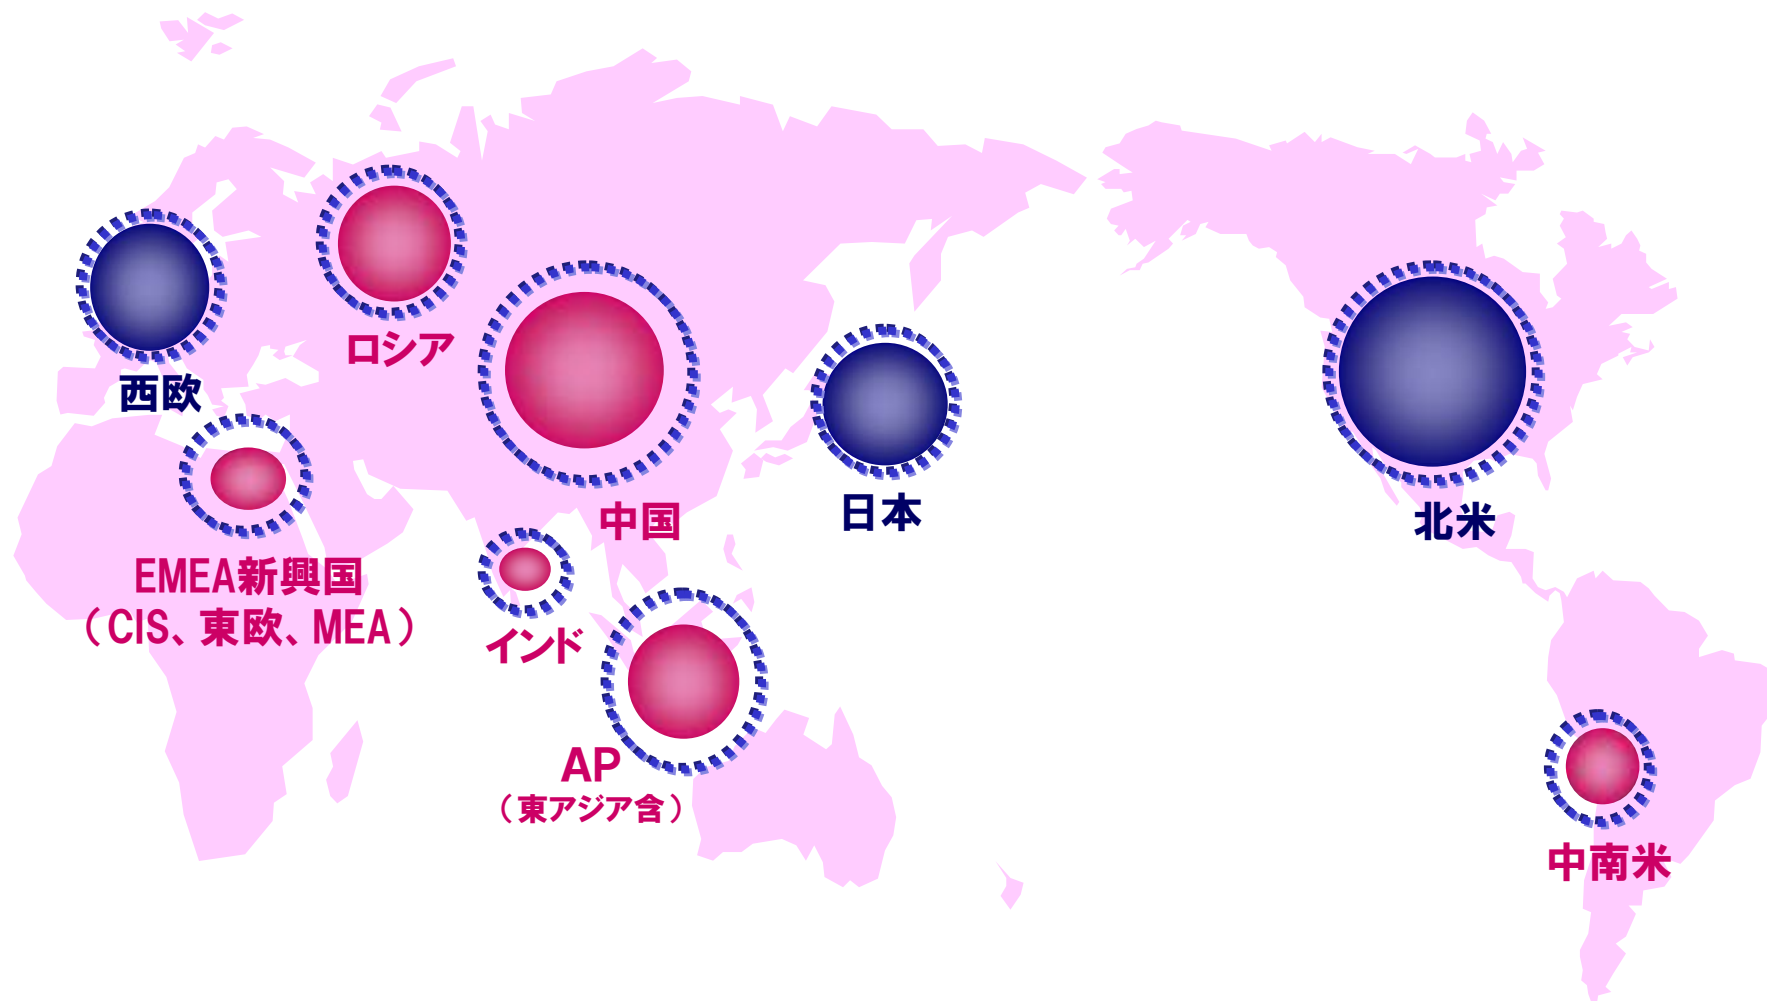 ロシア
西欧
中国
日本
北米
EMEA新興国
（CIS、東欧、MEA）
インド
AP
（東アジア含）
中南米